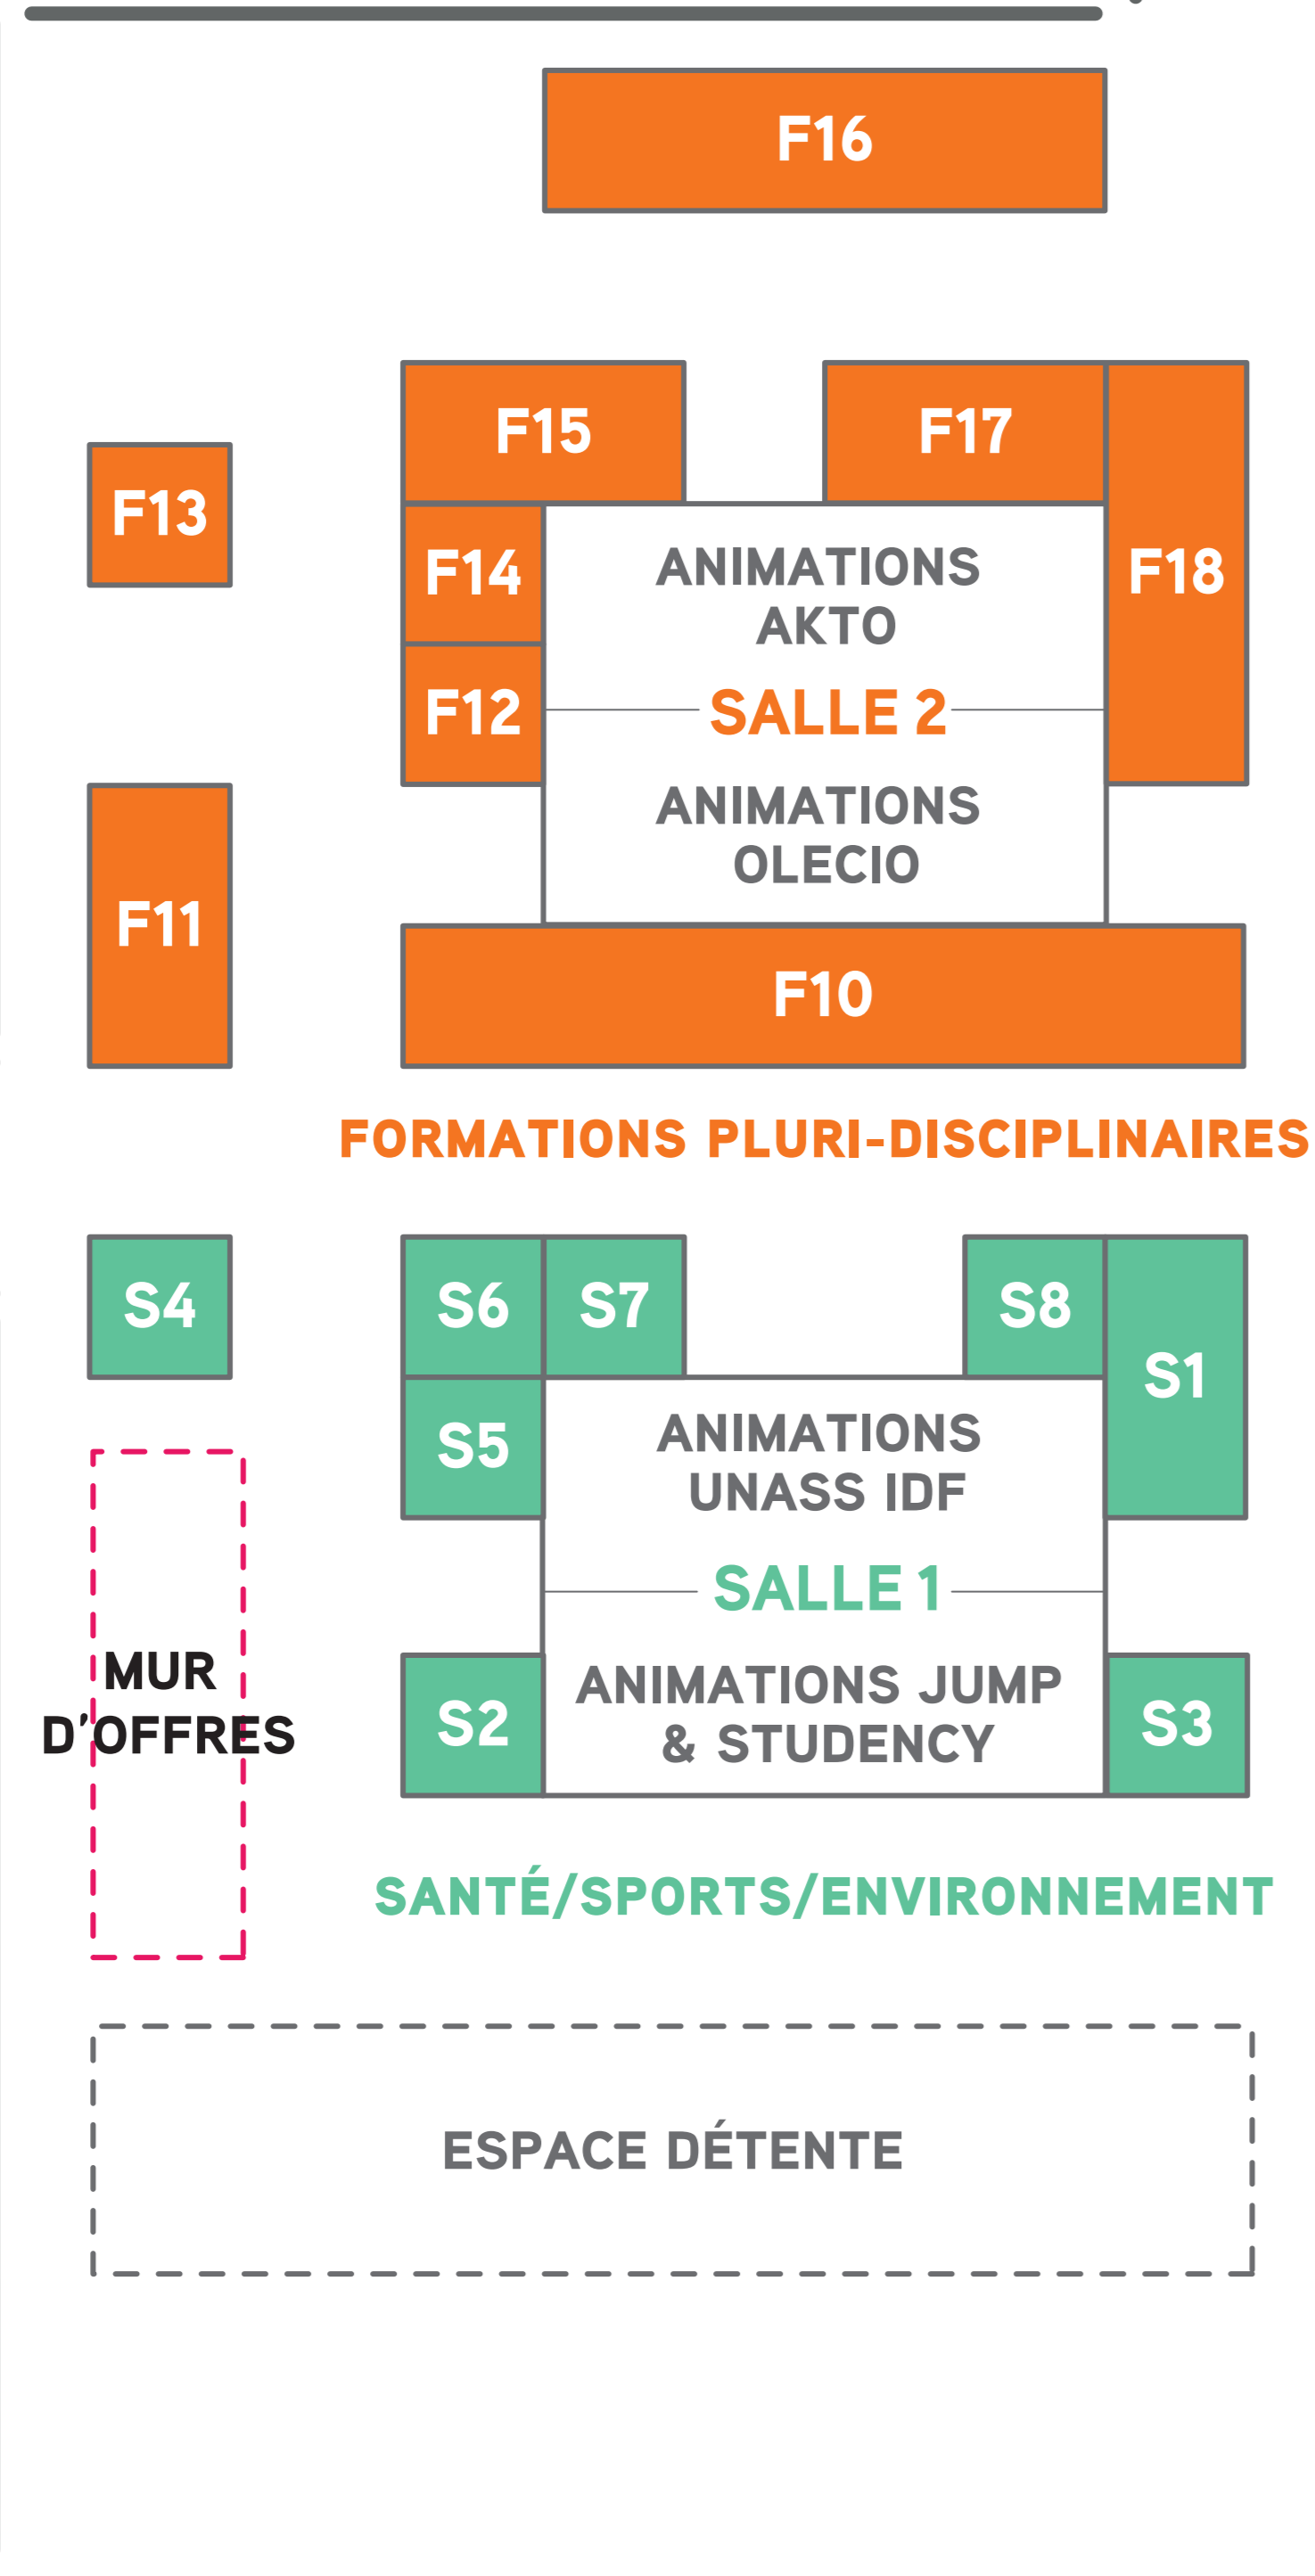 F16
F15
F17
F13
F14
ANIMATIONS
AKTO
F18
F12
SALLE 2
ANIMATIONS
OLECIO
F11
F10
FORMATIONS PLURI-DISCIPLINAIRES
S4
S6
S7
S8
S1
S5
ANIMATIONS
UNASS IDF
SALLE 1
MUR
D'OFFRES
S2
ANIMATIONS JUMP
& STUDENCY
S3
SANTÉ/SPORTS/ENVIRONNEMENT
ESPACE DÉTENTE